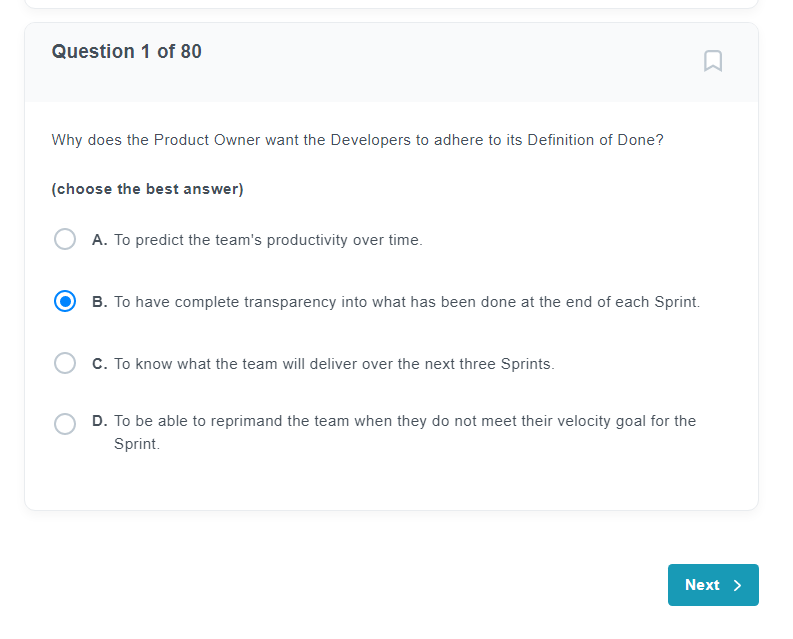 Question 1 of 80
Why does the Product Owner want the Developers to adhere to its Definition of Done?
(choose the best answer)
A. To predict the team's productivity over time.
B. To have complete transparency into what has been done at the end of each Sprint.
C. To know what the team will deliver over the next three Sprints.
D. To be able to reprimand the team when they do not meet their velocity goal for the
Sprint.
Next